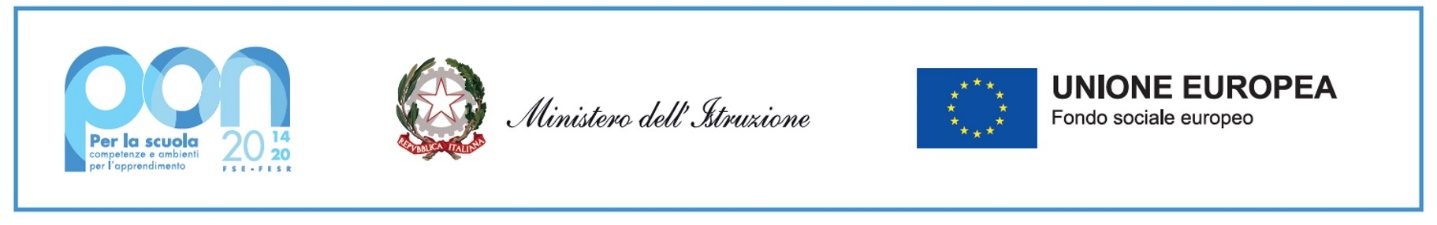 pon
Per la scuola
competenze e ambienti
per l'apprendimento
20 14
20
FSE-FESR
REPVBBLICA ITALIANA
Ministero dell'Istruzione
UNIONE EUROPEA
Fondo sociale europeo